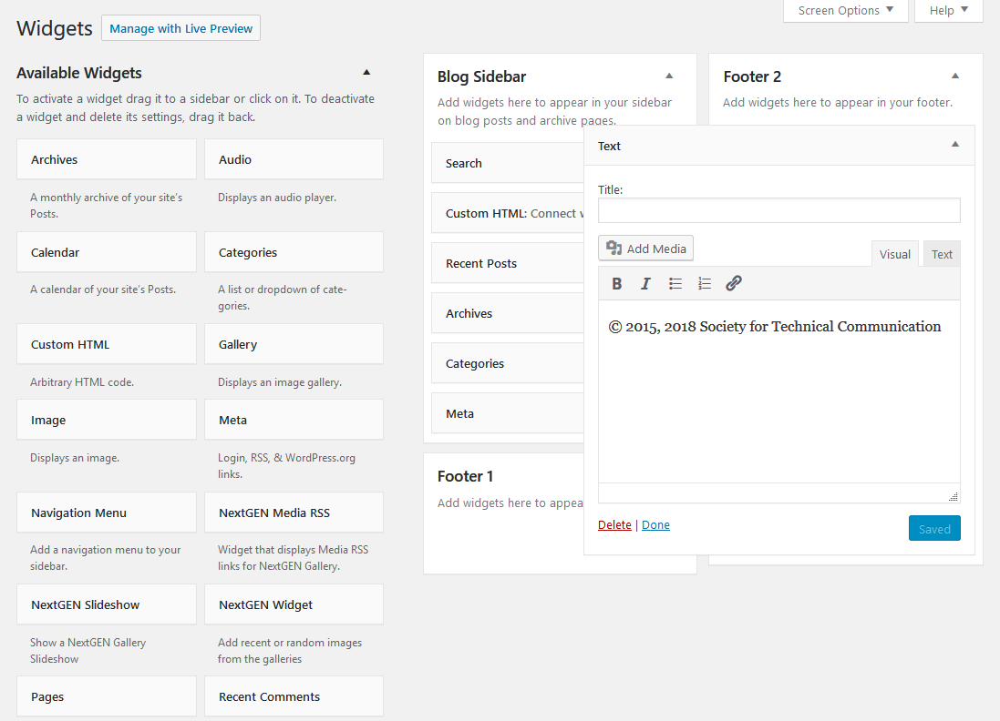 Screen Options
Help
Widgets
Manage with Live Preview
Available Widgets
To activate a widget drag it to a sidebar or click on it. To deactivate
a widget and delete its settings, drag it back.
Archives
Audio
A monthly archive of your site's
Posts.
Displays an audio player.
Calendar
Categories
A calendar of your site's Posts.
A list or dropdown of cate-
gories.
Custom HTML
Gallery
Arbitrary HTML code.
Displays an image gallery.
Image
Meta
Displays an image.
Login, RSS, & WordPress.org
links.
Navigation Menu
NextGEN Media RSS
Add a navigation menu to your
sidebar.
Widget that displays Media RSS
links for NextGEN Gallery.
NextGEN Slideshow
NextGEN Widget
Show a NextGEN Gallery
Slideshow
Add recent or random images
from the galleries
Pages
Recent Comments
Blog Sidebar
Add widgets here to appear in your sidebar
on blog posts and archive pages.
Search
Custom HTML: Connect
Recent Posts
Archives
Categories
Meta
Footer 1
Add widgets here to appea
Footer 2
Add widgets here to appear in your footer.
Text
Title:
Add Media
Visual
Text
B I
© 2015, 2018 Society for Technical Communication
Delete | Done
Saved